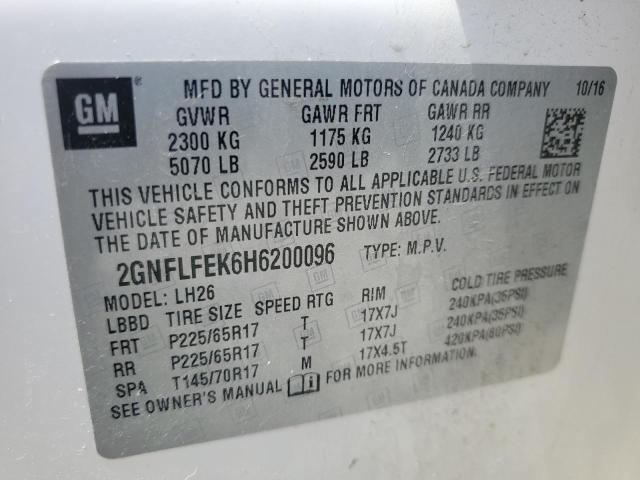 GM
MFD BY GENERAL MOTORS OF CANADA COMPANY 10/16
GVWR GAWR FRT GAWR RR
2300 KG 1175 KG 1240 KG
5070 LB 2590 LB 2733 LB
THIS VEHICLE CONFORMS TO ALL APPLICABLE U.S. FEDERAL MOTOR
VEHICLE SAFETY AND THEFT PREVENTION STANDARDS IN EFFECT ON
THE DATE OF MANUFACTURE SHOWN ABOVE.
2GNFLFEK6H6200096 TYPE: M.P.V.
MODEL: LH26
LBBD TIRE SIZE SPEED RTG RIM COLD TIRE PRESSURE
FRT P225/65R17 T 17X7J 240KPA(35PSI)
RR P225/65R17 T 17X7J 240KPA(35PSI)
SPA T145/70R17 M 17X4.5T 420KPA(60PSI)
SEE OWNER'S MANUAL FOR MORE INFORMATION.